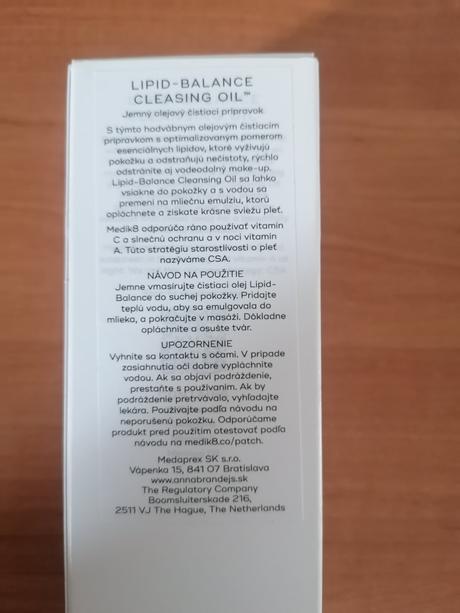 LIPID-BALANCE
CLEASING OIL™
Jemný olejový čistiaci prípravok
S týmto hodvábnym olejovým čistiacim
prípravkom s optimalizovaným pomerom
esenciálnych lipidov, ktoré vyživujú
pokožku a odstraňujú nečistoty, rýchlo
odstránite aj vodeodolný make-up.
Lipid-Balance Cleansing Oil sa ľahko
vsiakne do pokožky a s vodou sa
premení na mliečnu emulziu, ktorú
opláchnete a získate krásne sviežu pleť.
Medik8 odporúča ráno používať vitamín
C a slnečnú ochranu a v noci vitamín
A. Túto stratégiu starostlivosti o pleť
nazýváme CSA.
NÁVOD NA POUŽITIE
Jemne vmasírujte čistiaci olej Lipid-
Balance do suchej pokožky. Pridajte
teplú vodu, aby sa emulgovala do
mlieka, a pokračujte v masáži. Dôkladne
opláchnite a osušte tvár.
UPOZORNENIE
Vyhnite sa kontaktu s očami. V prípade
zasiahnutia očí dobre vypláchnite
vodou. Ak sa objaví podráždenie,
prestaňte s používaním. Ak by
podráždenie pretrvávalo, vyhľadajte
lekára. Používajte podľa návodu na
neporušenú pokožku. Odporúčame
produkt pred použitím otestovať podľa
návodu na medik8.co/patch.
Medaprex SK s.r.o.
Vápenka 15, 841 07 Bratislava
www.annabrandejs.sk
The Regulatory Company
Boomsluiterskade 216,
2511 VJ The Hague, The Netherlands